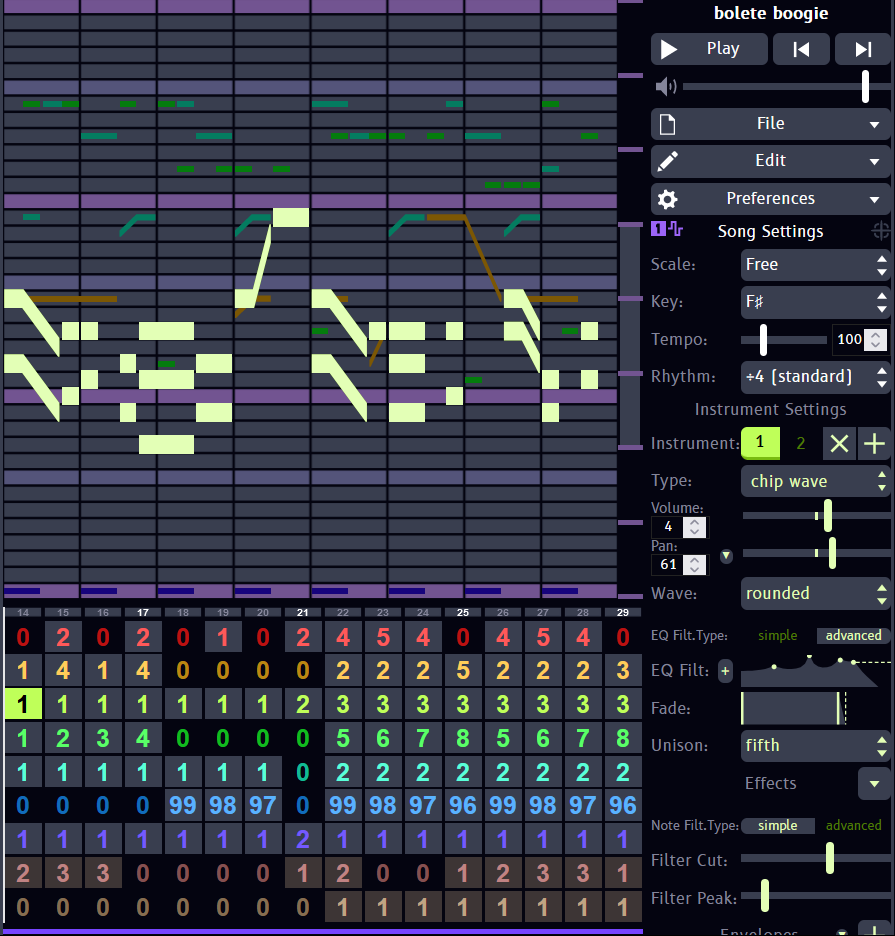 bolete boogie
Play
File
Edit
Preferences
1 Song Settings
Scale: Free
Key: F♯
Tempo: 100
Rhythm: ÷4 (standard)
Instrument Settings
Instrument: 1 2
Type: chip wave
Volume:
4
Pan:
61
Wave: rounded
EQ Filt.Type: simple advanced
EQ Filt: +
Fade:
Unison: fifth
Effects
Note Filt.Type: simple advanced
Filter Cut:
Filter Peak:
Envelopes
14 15 16 17 18 19 20 21 22 23 24 25 26 27 28 29
0 2 0 2 0 1 0 2 4 5 4 0 4 5 4 0
1 4 1 4 0 0 0 0 2 2 2 5 2 2 2 3
1 1 1 1 1 1 1 2 3 3 3 3 3 3 3 3
1 2 3 4 0 0 0 0 5 6 7 8 5 6 7 8
1 1 1 1 1 1 1 0 2 2 2 2 2 2 2 2
0 0 0 0 99 98 97 0 99 98 97 96 99 98 97 96
1 1 1 1 1 1 1 2 1 1 1 1 1 1 1 1
2 3 3 0 0 0 0 1 2 0 0 1 2 3 3 1
0 0 0 0 0 0 0 0 1 1 1 1 1 1 1 1